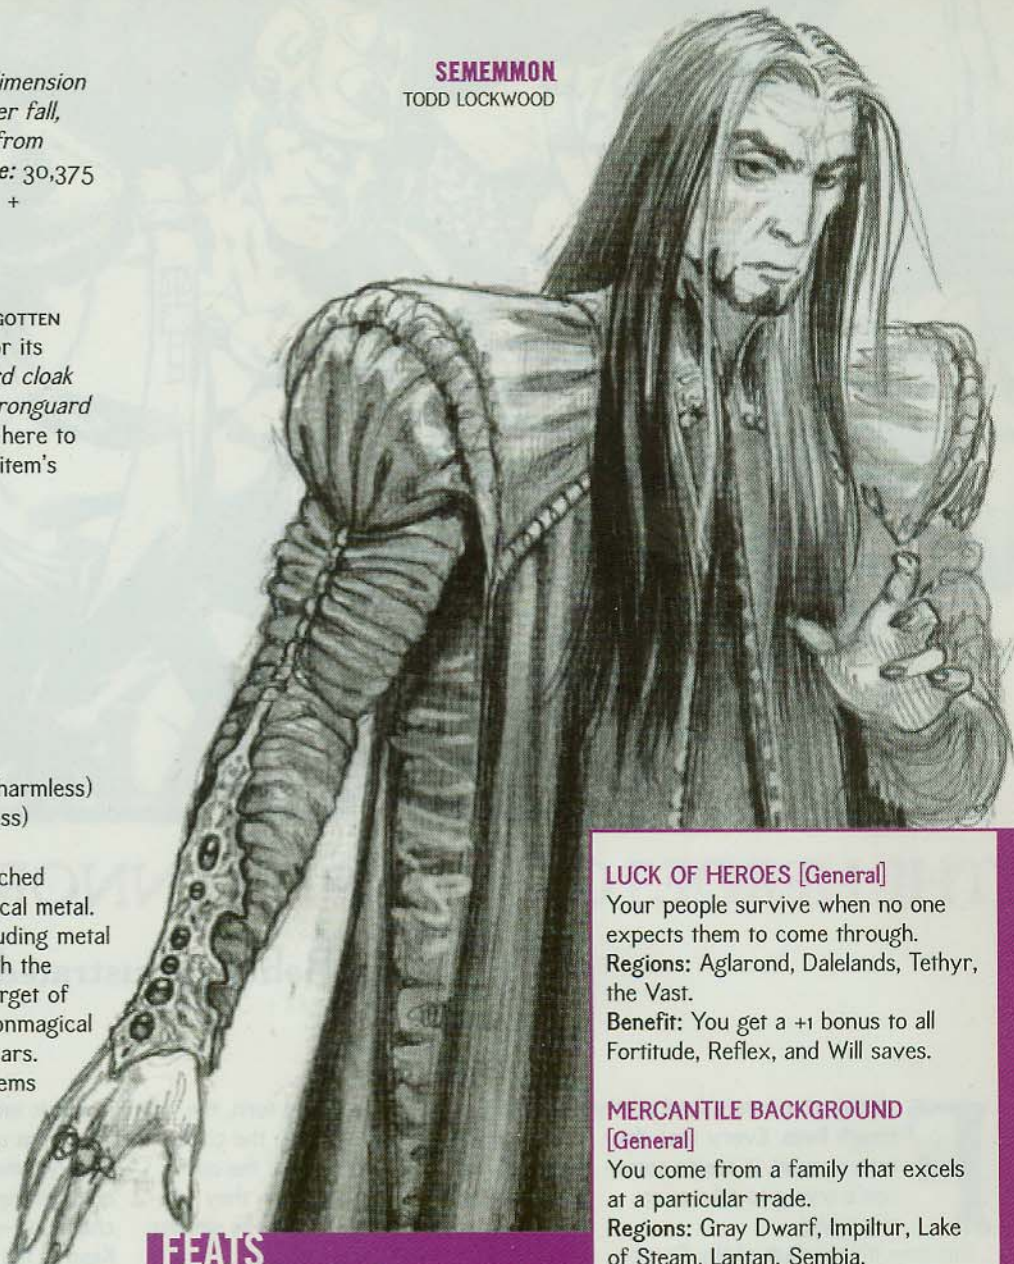 imension
er fall,
from
e: 30,375
+
GOTTEN
r its
rd cloak
ronguard
here to
item's
harmless)
ss)
ched
cal metal.
uding metal
h the
rget of
onmagical
ars.
ems
SEMEMMON
TODD LOCKWOOD
LUCK OF HEROES [General]
Your people survive when no one
expects them to come through.
Regions: Aglarond, Dalelands, Tethyr,
the Vast.
Benefit: You get a +1 bonus to all
Fortitude, Reflex, and Will saves.
MERCANTILE BACKGROUND
[General]
You come from a family that excels
at a particular trade.
Regions: Gray Dwarf, Impiltur, Lake
of Steam, Lantan, Sembia.
FEATS